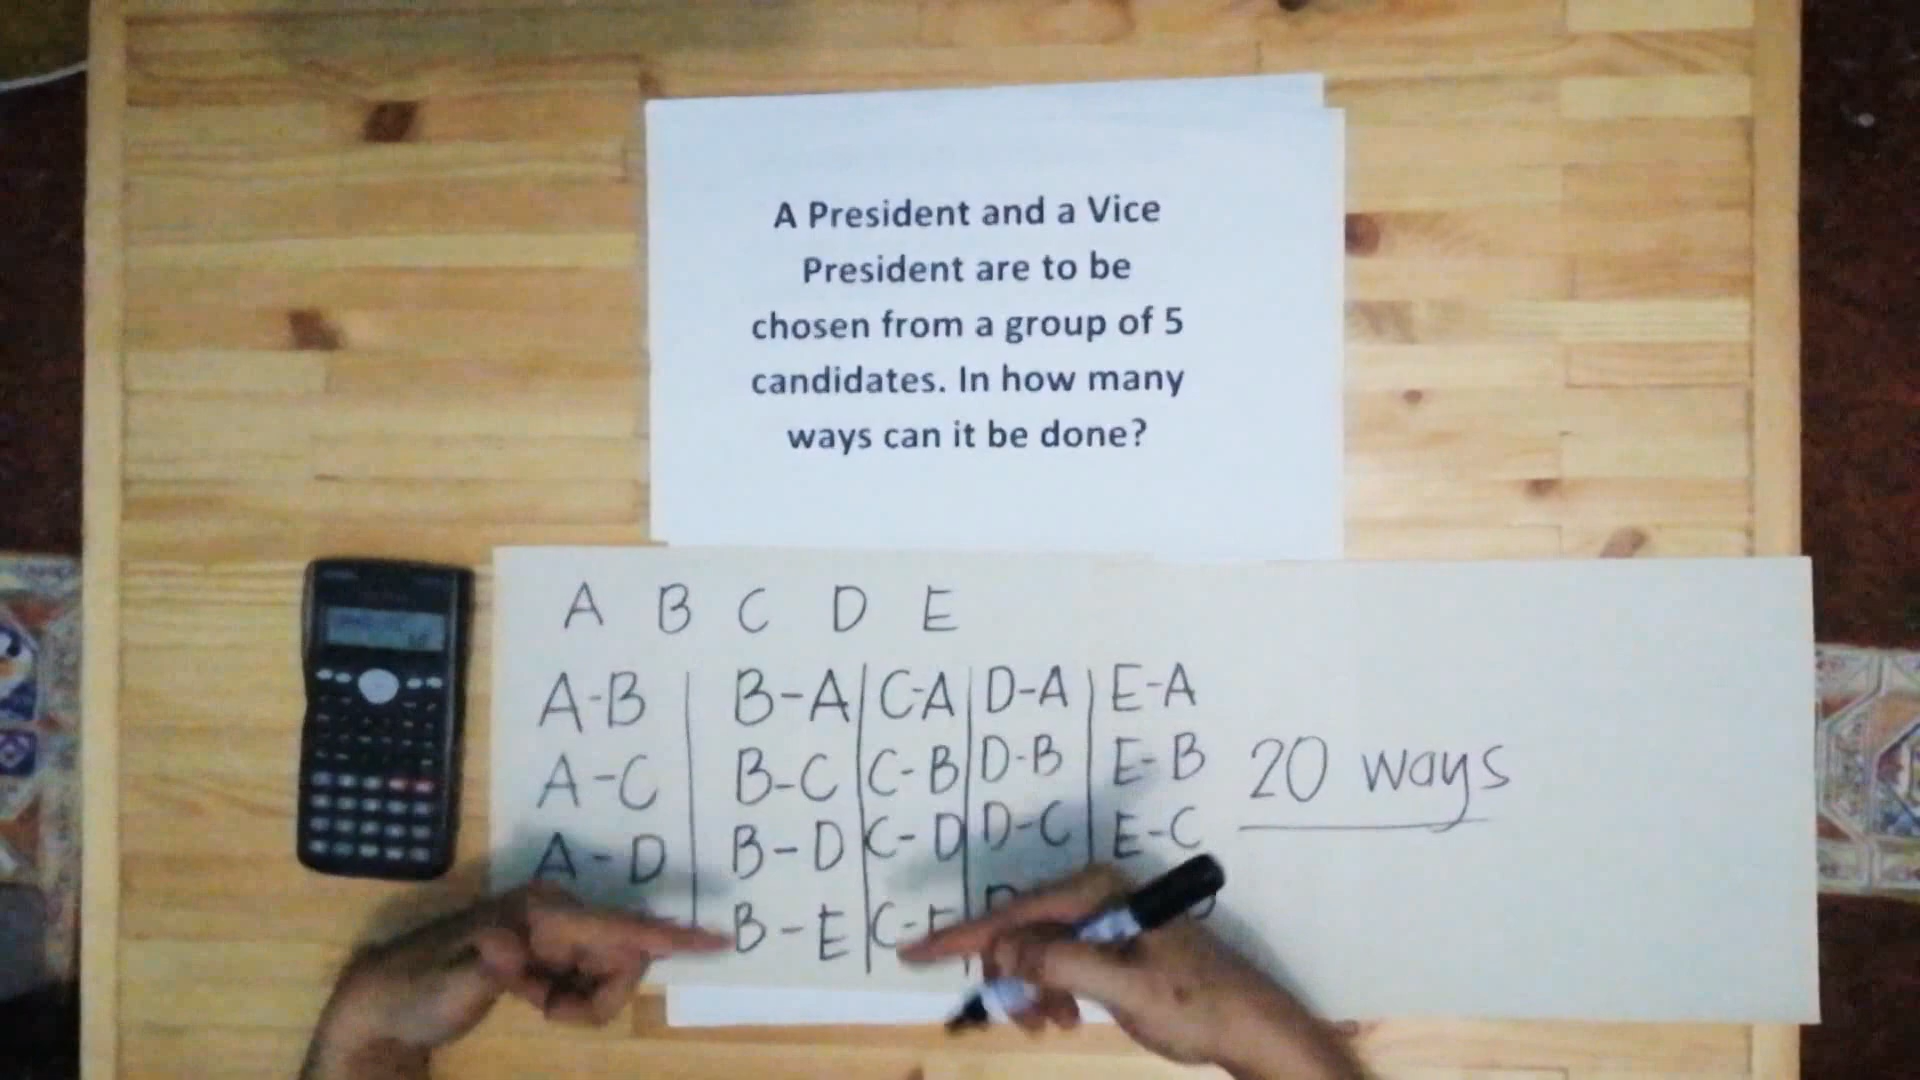 A President and a Vice
President are to be
chosen from a group of 5
candidates. In how many
ways can it be done?
A B C D E
A-B B-A C-A D-A E-A
A-C B-C C-B D-B E-B
A-D B-D C-D D-C E-C
B-E C-E
20 ways